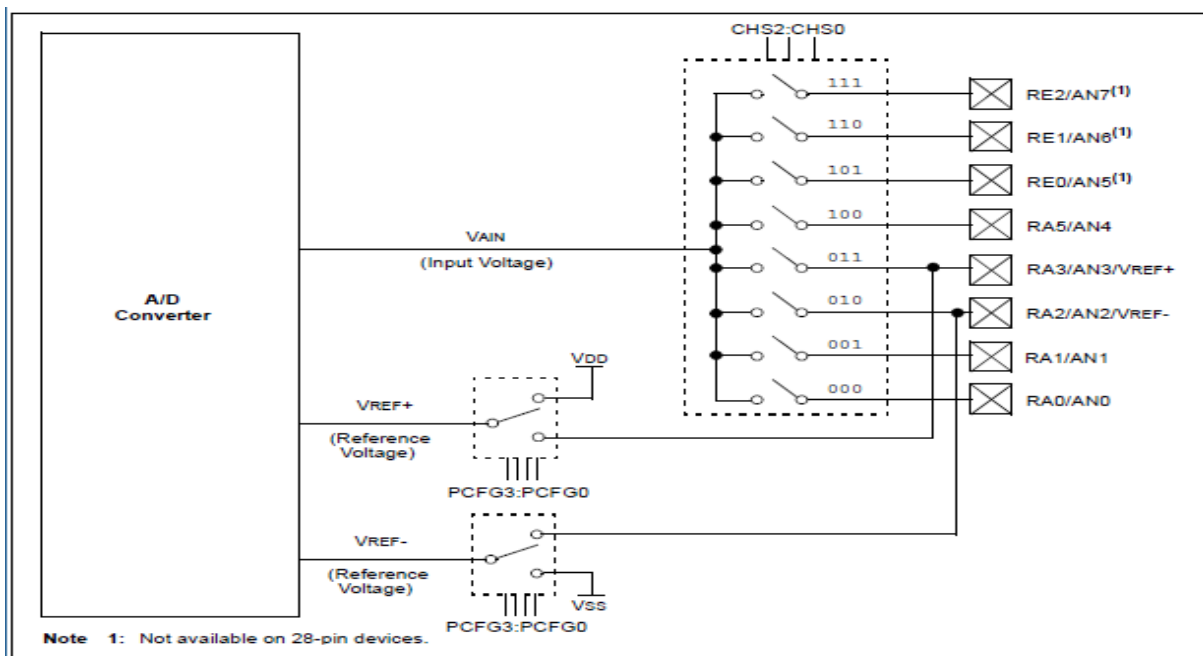 CHS2:CHS0
111
RE2/AN7(1)
110
RE1/AN6(1)
101
RE0/AN5(1)
100
RA5/AN4
VAIN
(Input Voltage)
011
RA3/AN3/VREF+
A/D
Converter
010
RA2/AN2/VREF-
001
RA1/AN1
VDD
000
RA0/AN0
VREF+
(Reference
Voltage)
PCFG3:PCFG0
VREF-
(Reference
Voltage)
VSS
PCFG3:PCFG0
Note 1: Not available on 28-pin devices.